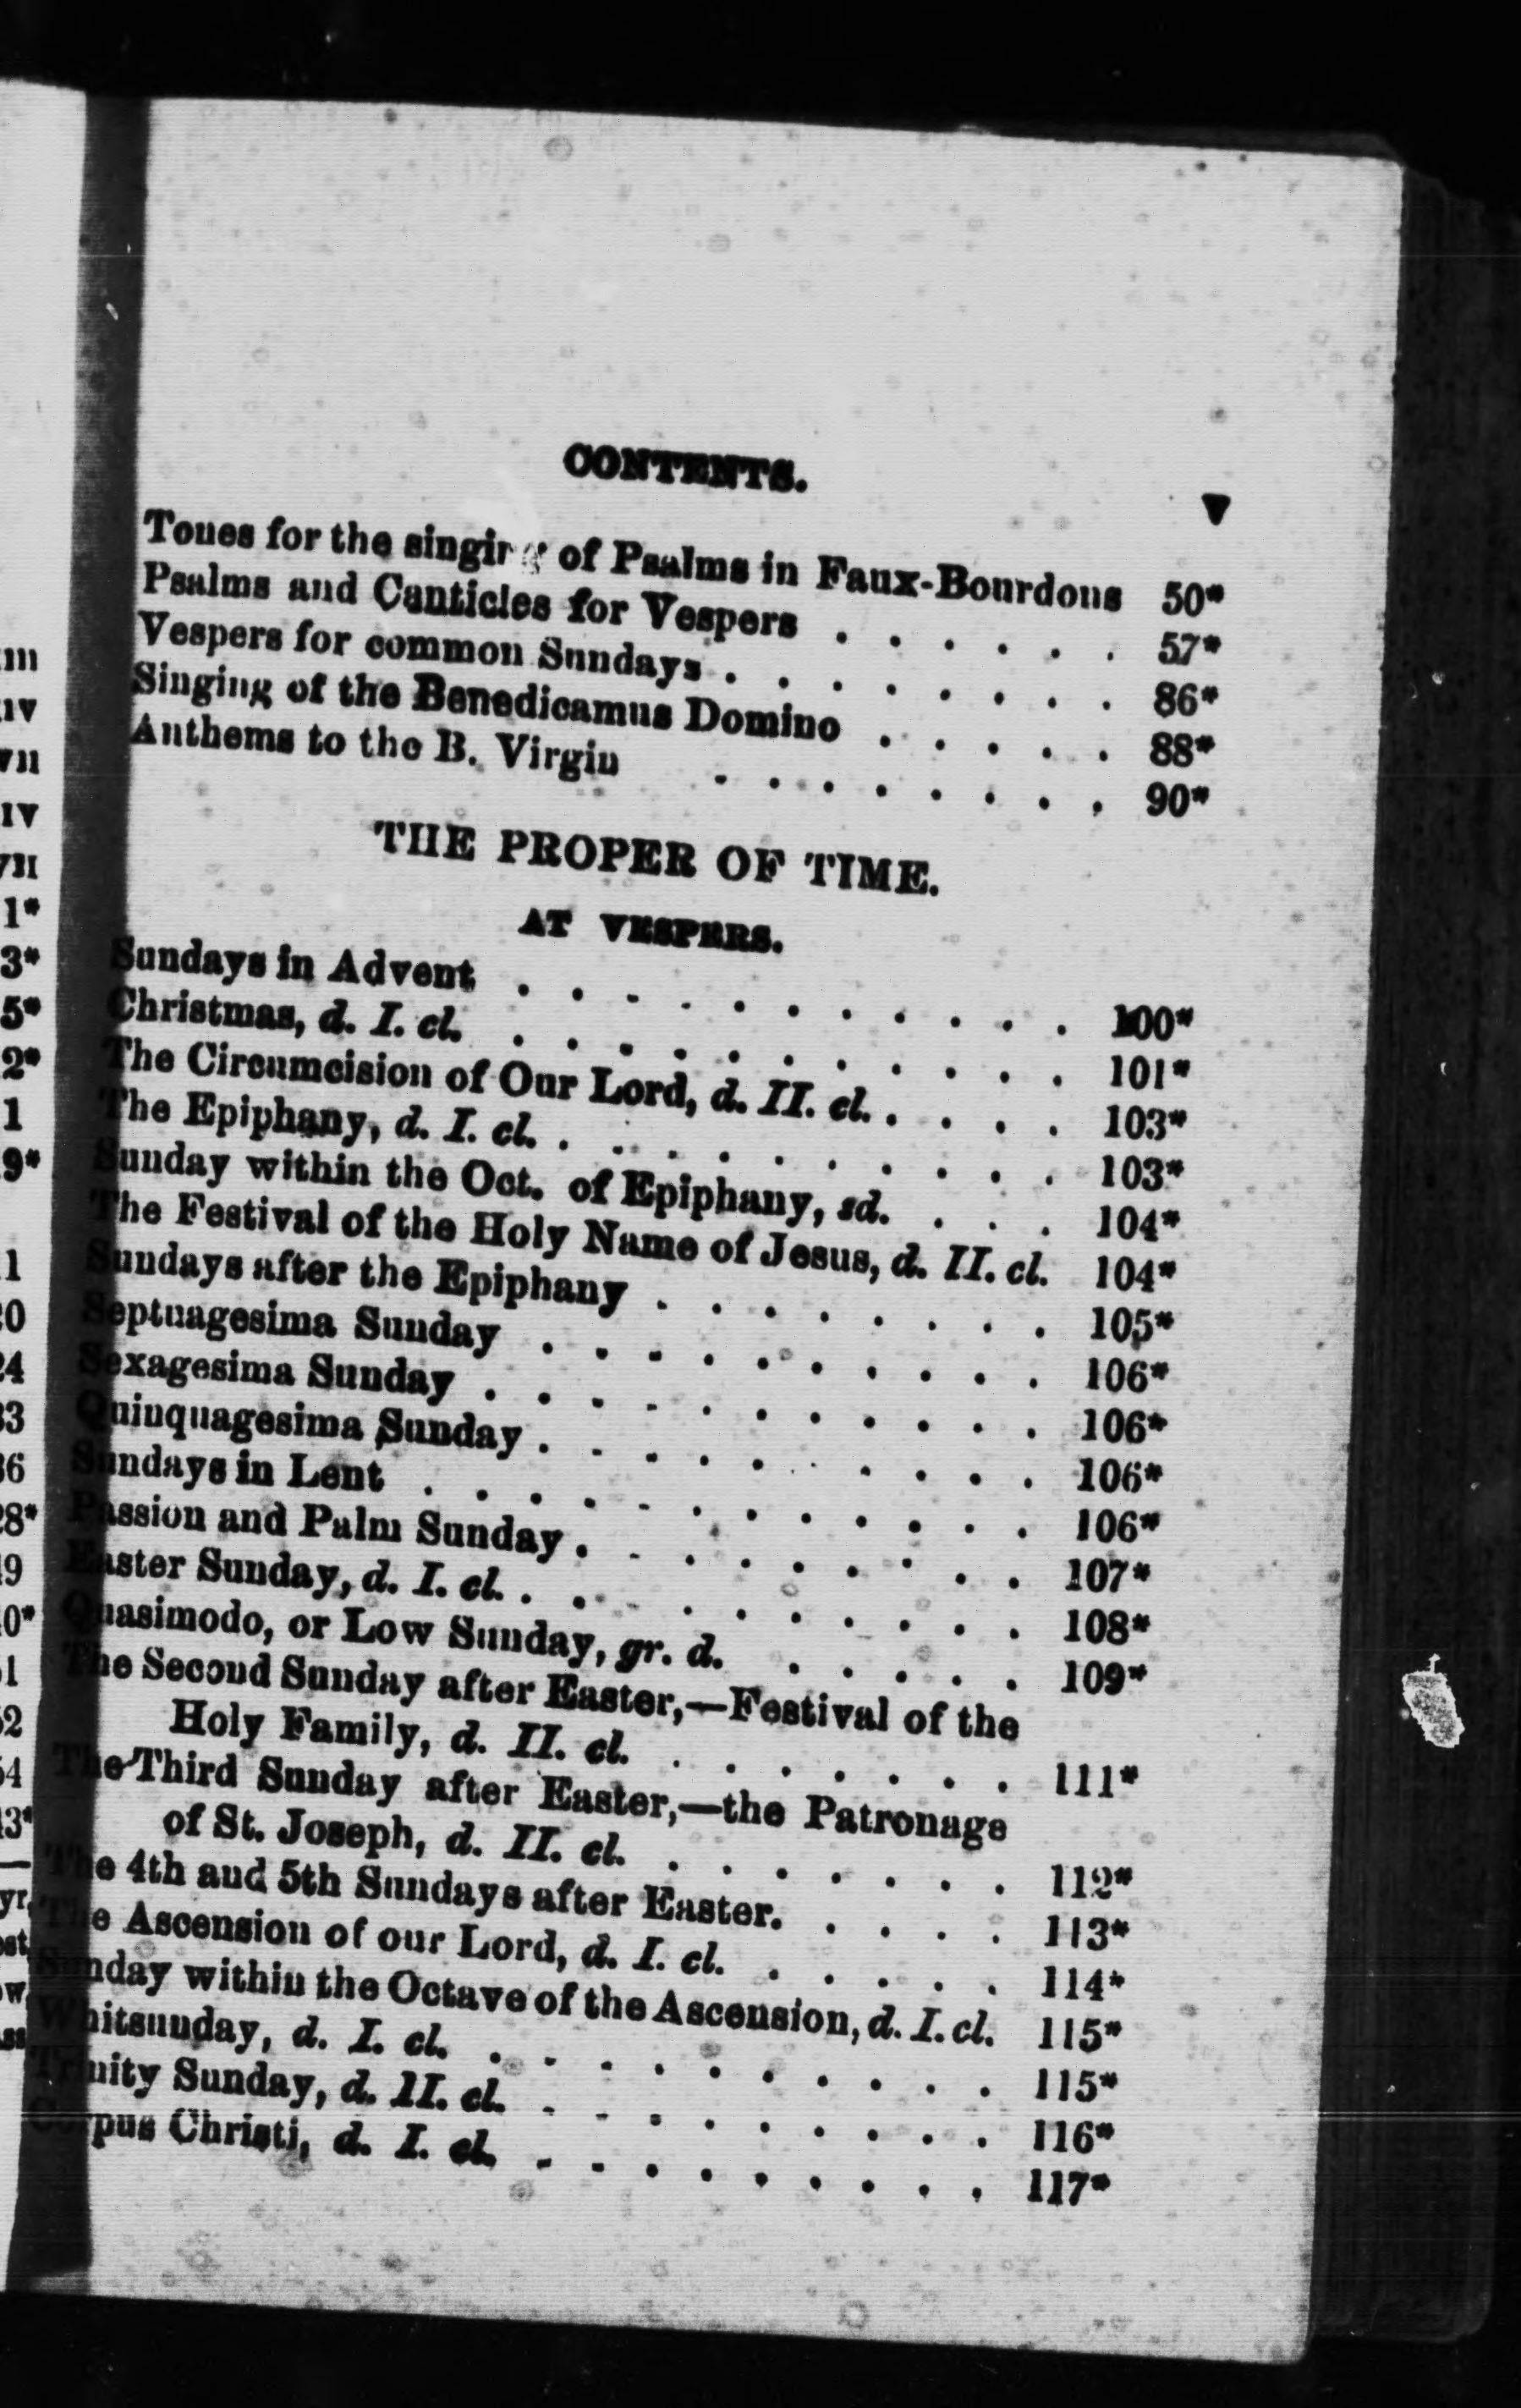 CONTENTS. V
Tones for the singing of Psalms in Faux-Bourdons 50*
Psalms and Canticles for Vespers . . . . . . 57*
Vespers for common Sundays . . . . . . . . 86*
Singing of the Benedicamus Domino . . . . . 88*
Anthems to the B. Virgin . . . . . . . . 90*
THE PROPER OF TIME.
AT VESPERS.
Sundays in Advent . . . . . . . . . . . 100*
Christmas, d. I. cl. . . . . . . . . . . . 101*
The Circumcision of Our Lord, d. II. cl. . . . . 103*
The Epiphany, d. I. cl. . . . . . . . . . . 103*
Sunday within the Oct. of Epiphany, sd. . . . 104*
The Festival of the Holy Name of Jesus, d. II. cl. 104*
Sundays after the Epiphany . . . . . . . . 105*
Septuagesima Sunday . . . . . . . . . . 106*
Sexagesima Sunday . . . . . . . . . . . 106*
Quinquagesima Sunday . . . . . . . . . . 106*
Sundays in Lent . . . . . . . . . . . . 106*
Passion and Palm Sunday . . . . . . . . . 107*
Easter Sunday, d. I. cl. . . . . . . . . . . 108*
Quasimodo, or Low Sunday, gr. d. . . . . . 109*
The Second Sunday after Easter,—Festival of the
Holy Family, d. II. cl. . . . . . . . 111*
The Third Sunday after Easter,—the Patronage
of St. Joseph, d. II. cl. . . . . . . . 112*
The 4th and 5th Sundays after Easter. . . . . 113*
The Ascension of our Lord, d. I. cl. . . . . . 114*
Sunday within the Octave of the Ascension, d. I. cl. 115*
Whitsunday, d. I. cl. . . . . . . . . . . 115*
Trinity Sunday, d. II. cl. . . . . . . . . . 116*
Corpus Christi, d. I. cl. . . . . . . . . . 117*